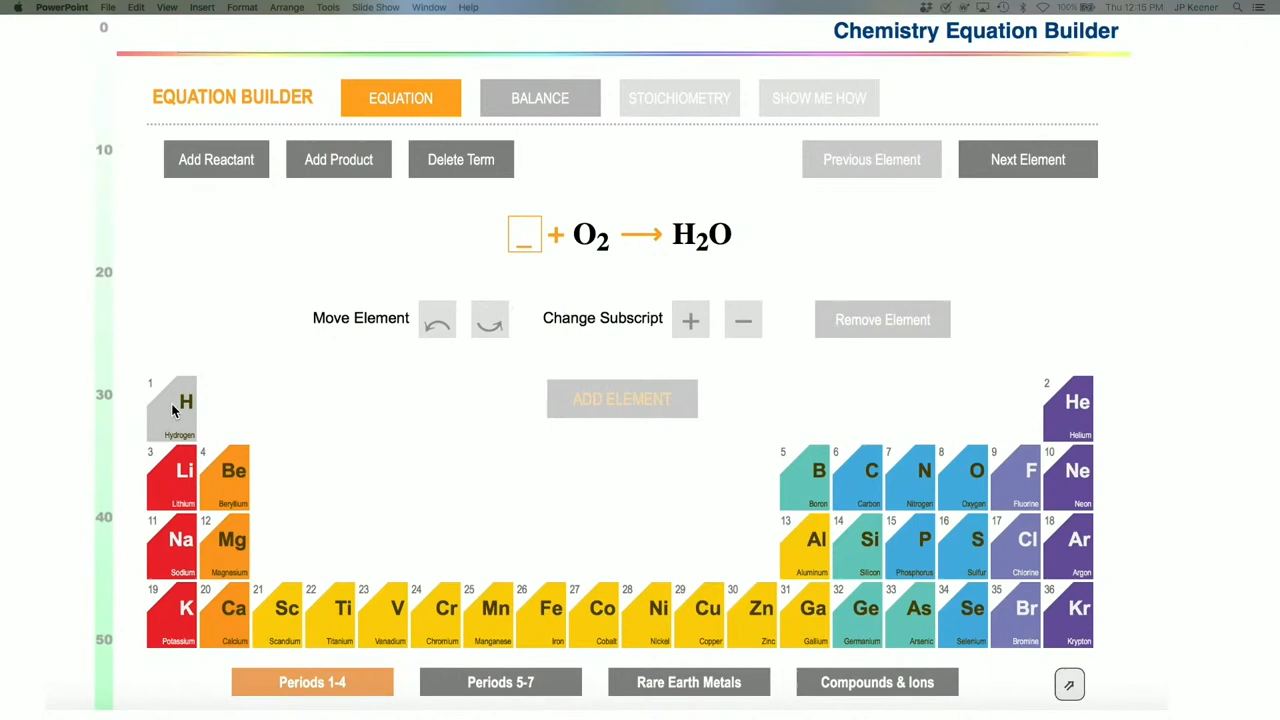 PowerPoint File Edit View Insert Format Arrange Tools Slide Show Window Help 100% Thu 12:15 PM JP Keener
0
Chemistry Equation Builder
EQUATION BUILDER EQUATION BALANCE STOICHIOMETRY SHOW ME HOW
10
Add Reactant Add Product Delete Term Previous Element Next Element
_ + O₂ ⟶ H₂O
20
Move Element Change Subscript + − Remove Element
30
ADD ELEMENT
1 2
H He
Hydrogen Helium
3 4 5 6 7 8 9 10
Li Be B C N O F Ne
Lithium Beryllium Boron Carbon Nitrogen Oxygen Fluorine Neon
40
11 12 13 14 15 16 17 18
Na Mg Al Si P S Cl Ar
Sodium Magnesium Aluminum Silicon Phosphorus Sulfur Chlorine Argon
19 20 21 22 23 24 25 26 27 28 29 30 31 32 33 34 35 36
K Ca Sc Ti V Cr Mn Fe Co Ni Cu Zn Ga Ge As Se Br Kr
Potassium Calcium Scandium Titanium Vanadium Chromium Manganese Iron Cobalt Nickel Copper Zinc Gallium Germanium Arsenic Selenium Bromine Krypton
50
Periods 1-4 Periods 5-7 Rare Earth Metals Compounds & Ions